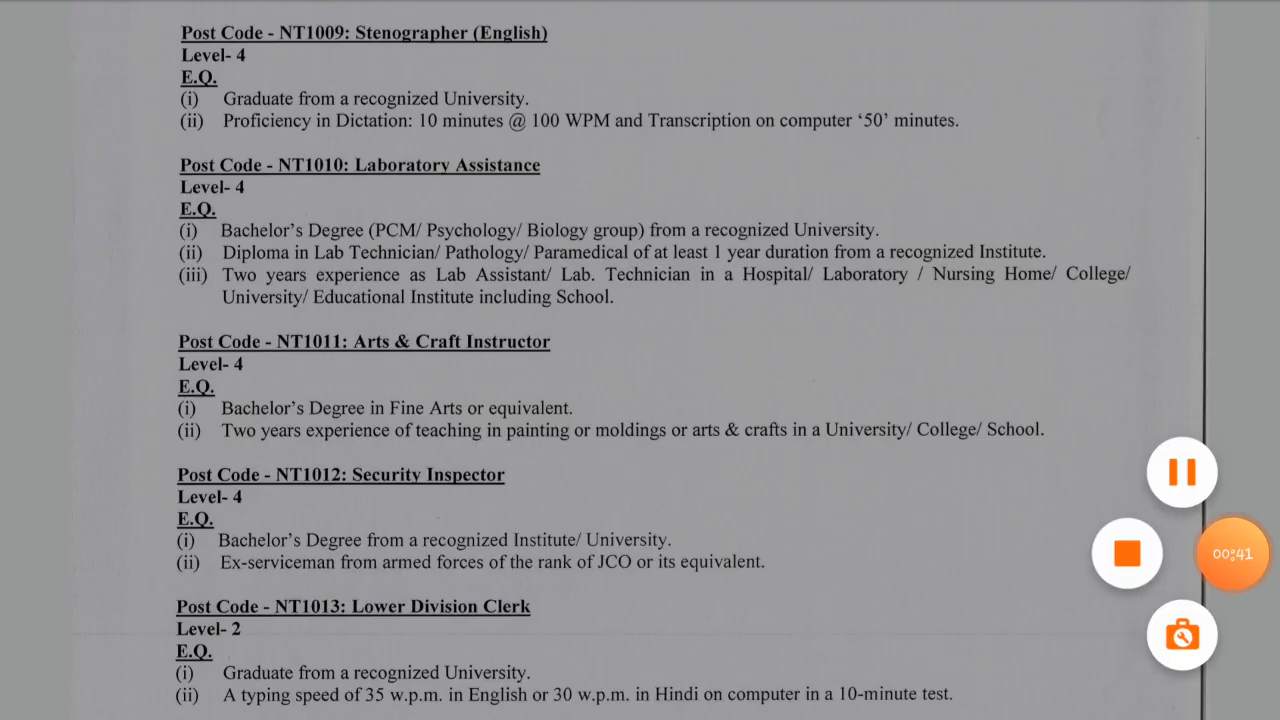 Post Code - NT1009: Stenographer (English)
Level- 4
E.Q.
(i) Graduate from a recognized University.
(ii) Proficiency in Dictation: 10 minutes @ 100 WPM and Transcription on computer ‘50’ minutes.
Post Code - NT1010: Laboratory Assistance
Level- 4
E.Q.
(i) Bachelor’s Degree (PCM/ Psychology/ Biology group) from a recognized University.
(ii) Diploma in Lab Technician/ Pathology/ Paramedical of at least 1 year duration from a recognized Institute.
(iii) Two years experience as Lab Assistant/ Lab. Technician in a Hospital/ Laboratory / Nursing Home/ College/
University/ Educational Institute including School.
Post Code - NT1011: Arts & Craft Instructor
Level- 4
E.Q.
(i) Bachelor’s Degree in Fine Arts or equivalent.
(ii) Two years experience of teaching in painting or moldings or arts & crafts in a University/ College/ School.
Post Code - NT1012: Security Inspector
Level- 4
E.Q.
(i) Bachelor’s Degree from a recognized Institute/ University.
(ii) Ex-serviceman from armed forces of the rank of JCO or its equivalent.
00:41
Post Code - NT1013: Lower Division Clerk
Level- 2
E.Q.
(i) Graduate from a recognized University.
(ii) A typing speed of 35 w.p.m. in English or 30 w.p.m. in Hindi on computer in a 10-minute test.